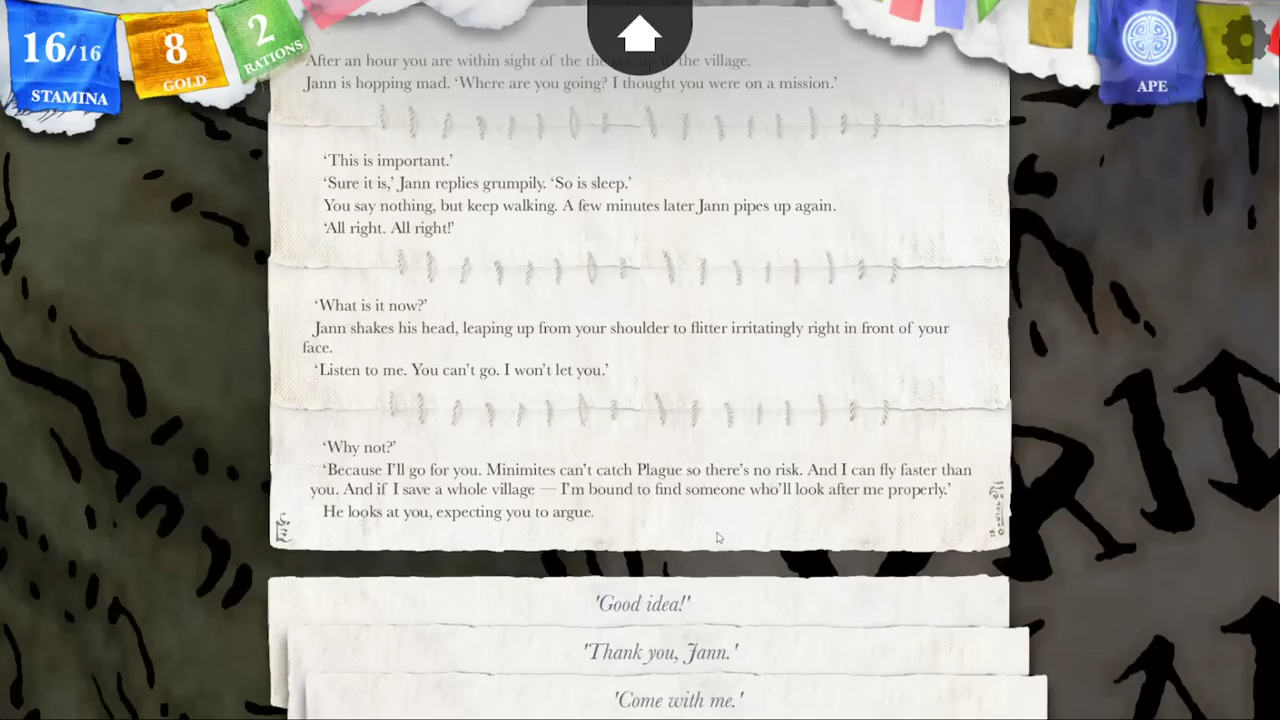 16/16
STAMINA
8
GOLD
2
RATIONS
APE
After an hour you are within sight of the the up to the village.
Jann is hopping mad. ‘Where are you going? I thought you were on a mission.’
‘This is important.’
‘Sure it is,’ Jann replies grumpily. ‘So is sleep.’
You say nothing, but keep walking. A few minutes later Jann pipes up again.
‘All right. All right!’
‘What is it now?’
Jann shakes his head, leaping up from your shoulder to flitter irritatingly right in front of your
face.
‘Listen to me. You can’t go. I won’t let you.’
‘Why not?’
‘Because I’ll go for you. Minimites can’t catch Plague so there’s no risk. And I can fly faster than
you. And if I save a whole village — I’m bound to find someone who’ll look after me properly.’
He looks at you, expecting you to argue.
'Good idea!'
'Thank you, Jann.'
'Come with me.'